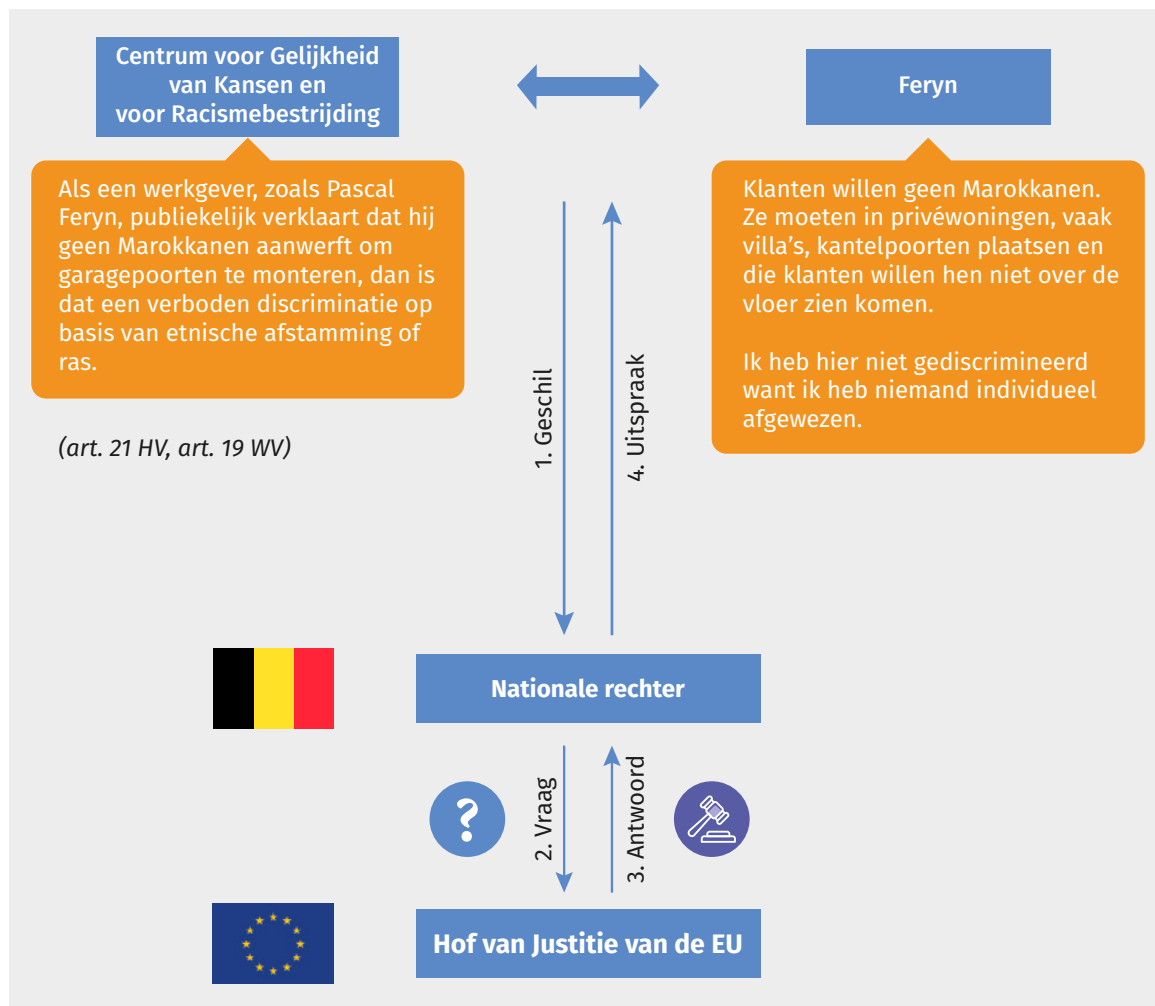 Centrum voor Gelijkheid
van Kansen en
voor Racismebestrijding
Feryn
Als een werkgever, zoals Pascal
Feryn, publiekelijk verklaart dat hij
geen Marokkanen aanwerft om
garagepoorten te monteren, dan is
dat een verboden discriminatie op
basis van etnische afstamming of
ras.
(art. 21 HV, art. 19 WV)
Klanten willen geen Marokkanen.
Ze moeten in privéwoningen, vaak
villa’s, kantelpoorten plaatsen en
die klanten willen hen niet over de
vloer zien komen.
Ik heb hier niet gediscrimineerd
want ik heb niemand individueel
afgewezen.
1. Geschil
4. Uitspraak
Nationale rechter
?
2. Vraag
3. Antwoord
Hof van Justitie van de EU